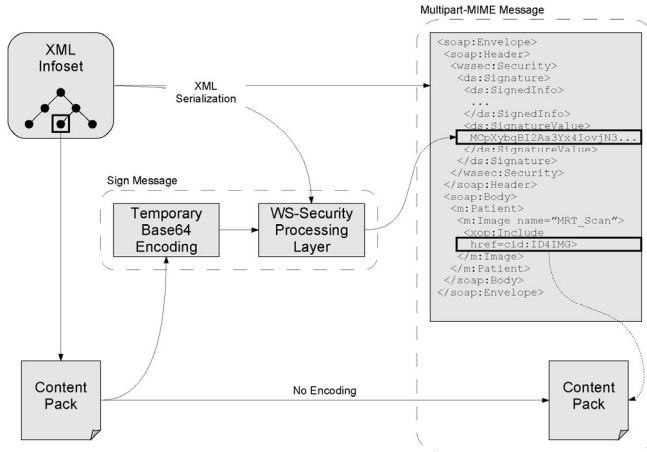 Multipart-MIME Message
XML
Infoset
XML
Serialization
<soap:Envelope>
<soap:Header>
<wssec:Security>
<ds:Signature>
<ds:SignedInfo>
...
</ds:SignedInfo>
<ds:SignatureValue>
MCpXybgBI2Aa3Yx4IovjN3...
</ds:SignatureValue>
</ds:Signature>
</wssec:Security>
</soap:Header>
<soap:Body>
<m:Patient>
<m:Image name="MRT_Scan">
<xop:Include
href=cid:ID4IMG>
</m:Image>
</m:Patient>
</soap:Body>
</soap:Envelope>
Sign Message
Temporary
Base64
Encoding
WS-Security
Processing
Layer
Content
Pack
No Encoding
Content
Pack